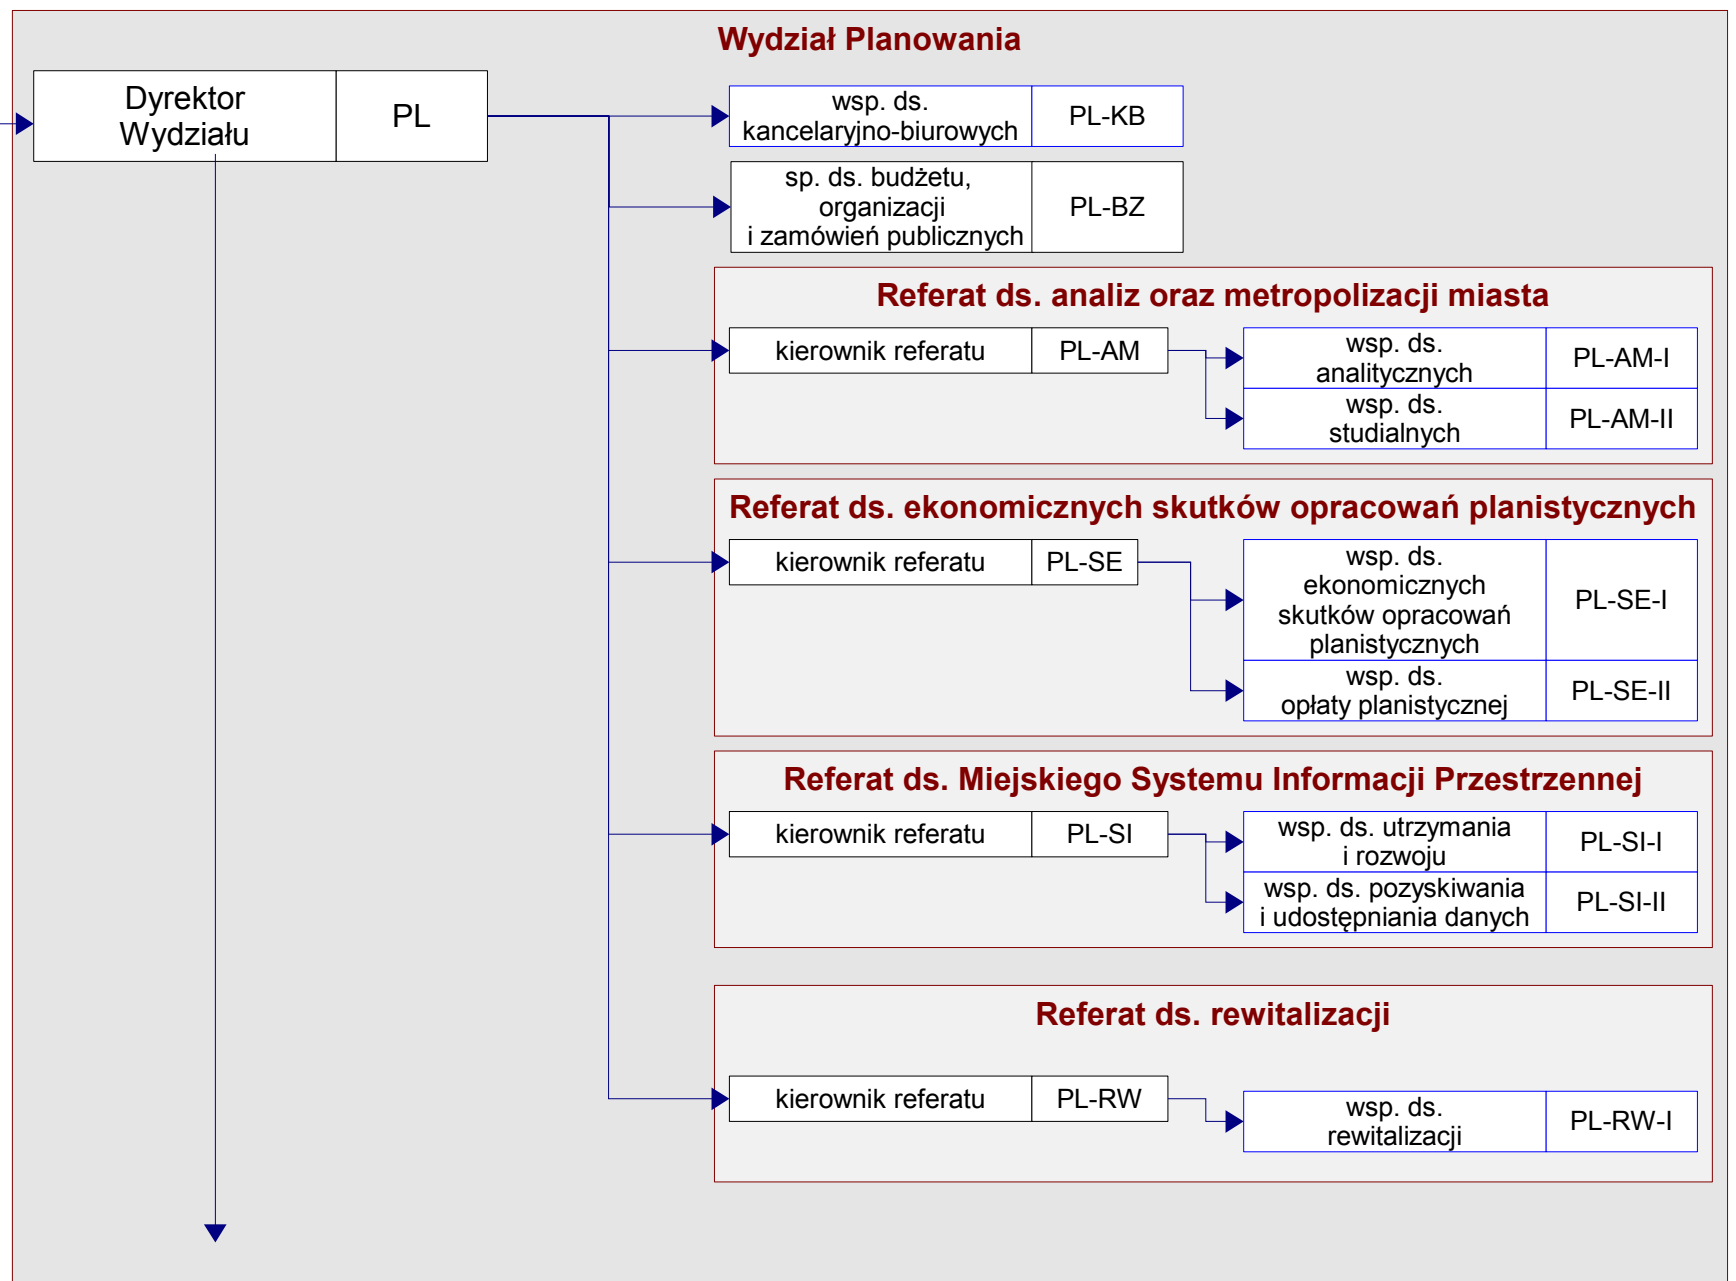 Wydział Planowania
Dyrektor
Wydziału
PL
wsp. ds.
kancelaryjno-biurowych
PL-KB
sp. ds. budżetu,
organizacji
i zamówień publicznych
PL-BZ
Referat ds. analiz oraz metropolizacji miasta
kierownik referatu
PL-AM
wsp. ds.
analitycznych
PL-AM-I
wsp. ds.
studialnych
PL-AM-II
Referat ds. ekonomicznych skutków opracowań planistycznych
kierownik referatu
PL-SE
wsp. ds.
ekonomicznych
skutków opracowań
planistycznych
PL-SE-I
wsp. ds.
opłaty planistycznej
PL-SE-II
Referat ds. Miejskiego Systemu Informacji Przestrzennej
kierownik referatu
PL-SI
wsp. ds. utrzymania
i rozwoju
PL-SI-I
wsp. ds. pozyskiwania
i udostępniania danych
PL-SI-II
Referat ds. rewitalizacji
kierownik referatu
PL-RW
wsp. ds.
rewitalizacji
PL-RW-I